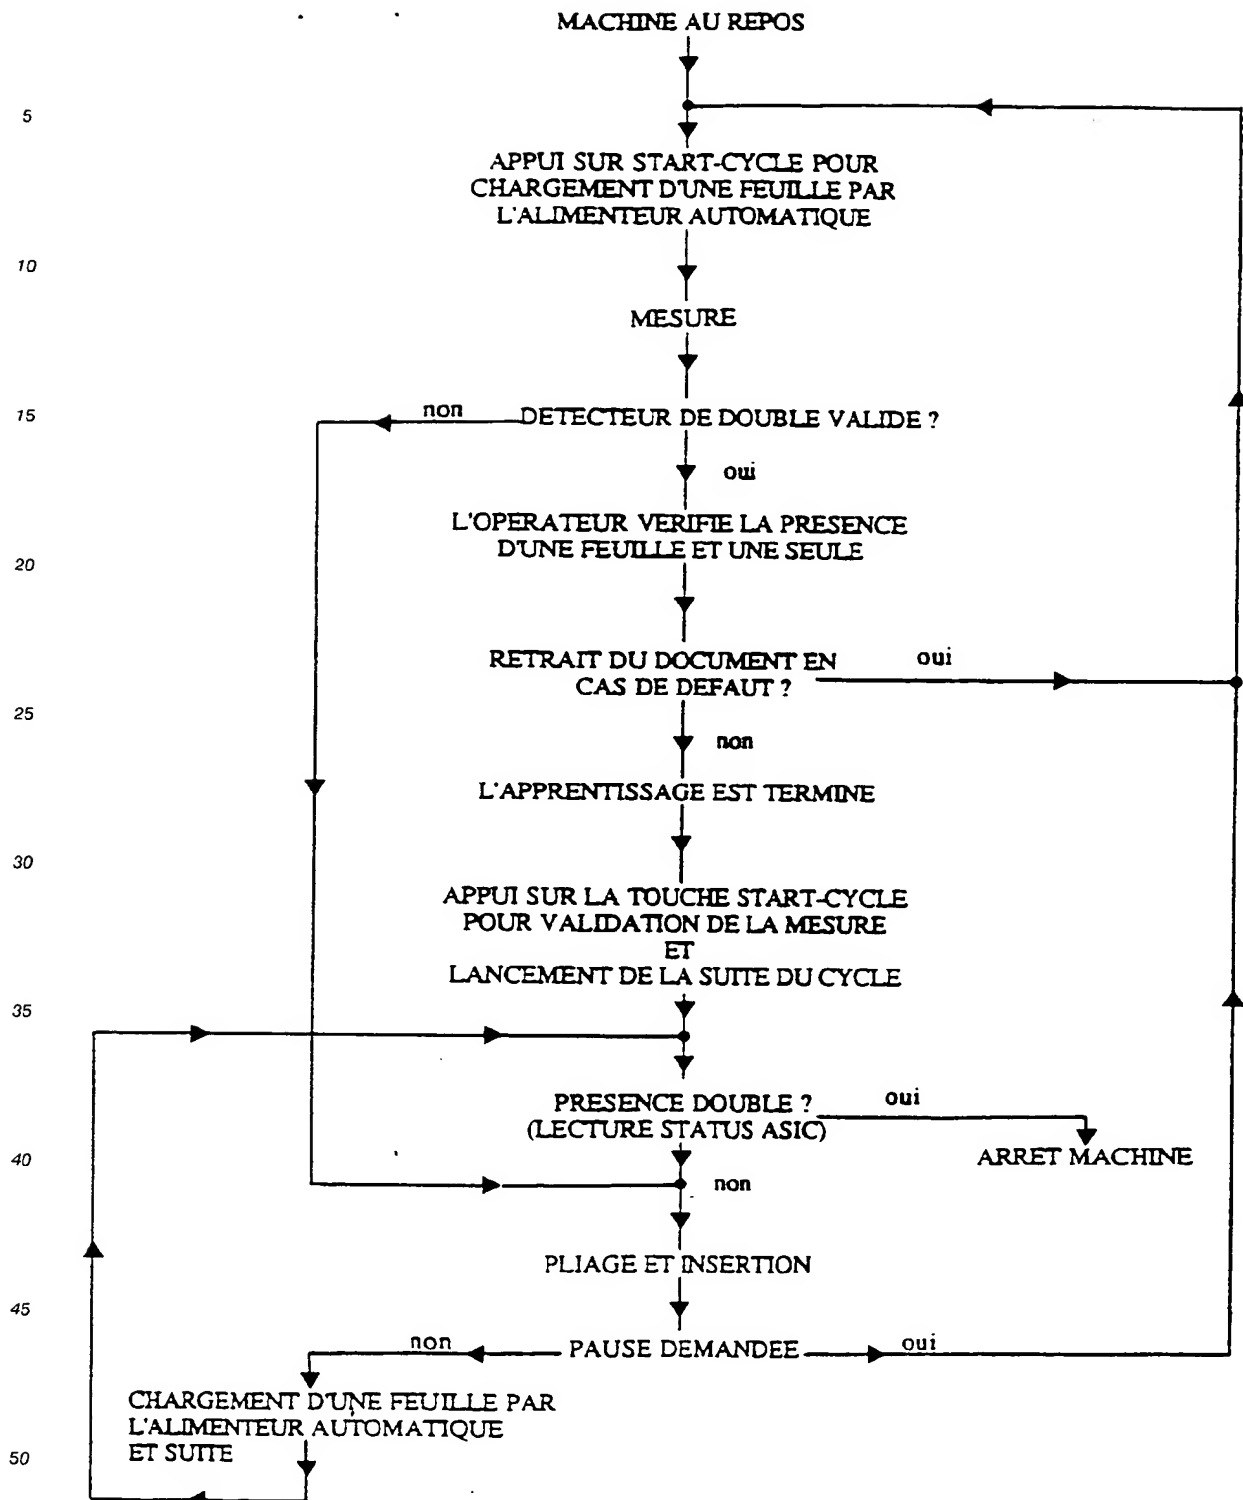 MACHINE AU REPOS
5
APPUI SUR START-CYCLE POUR
CHARGEMENT D'UNE FEUILLE PAR
L'ALIMENTEUR AUTOMATIQUE
10
MESURE
15
non
DETECTEUR DE DOUBLE VALIDE ?
oui
L'OPERATEUR VERIFIE LA PRESENCE
D'UNE FEUILLE ET UNE SEULE
20
RETRAIT DU DOCUMENT EN
CAS DE DEFAUT ?
oui
25
non
L'APPRENTISSAGE EST TERMINE
30
APPUI SUR LA TOUCHE START-CYCLE
POUR VALIDATION DE LA MESURE
ET
LANCEMENT DE LA SUITE DU CYCLE
35
PRESENCE DOUBLE ?
(LECTURE STATUS ASIC)
oui
ARRET MACHINE
40
non
PLIAGE ET INSERTION
45
non
PAUSE DEMANDEE
oui
CHARGEMENT D'UNE FEUILLE PAR
L'ALIMENTEUR AUTOMATIQUE
ET SUITE
50